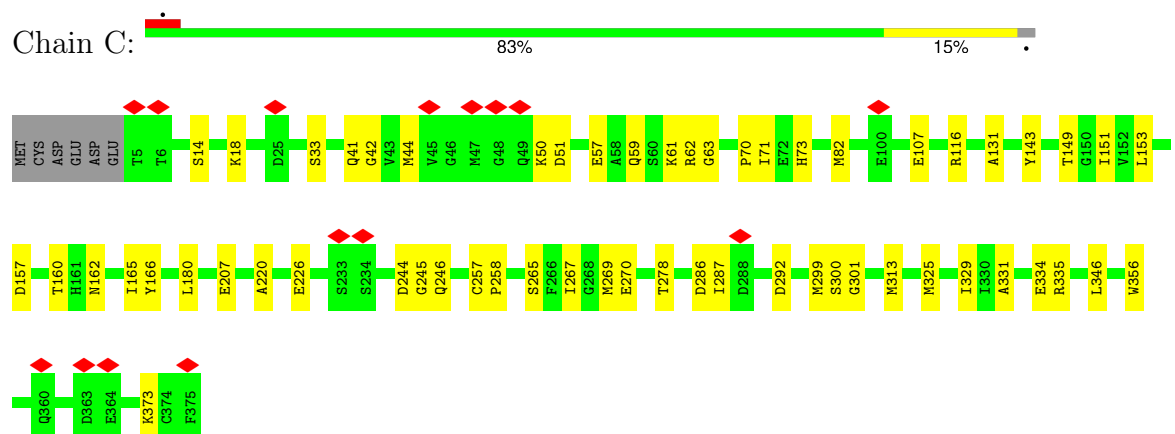 Chain C:
83% 15%
MET CYS ASP GLU ASP GLU T5 T6 S14 K18 D25 S33 Q41 G42 V43 M44 V45 G46 M47 G48 Q49 K50 D51 E57 A58 Q59 S60 K61 R62 G63 P70 I71 E72 H73 M82 E100 E107 R116 A131 Y143 T149 G150 I151 V152 L153
D157 T160 H161 N162 I165 Y166 L180 E207 A220 E226 S233 S234 D244 G245 Q246 C257 P258 S265 F266 I267 G268 M269 E270 T278 D286 I287 D288 D292 M299 S300 G301 M313 M325 I329 I330 A331 E334 R335 L346 W356
Q360 D363 E364 K373 C374 F375